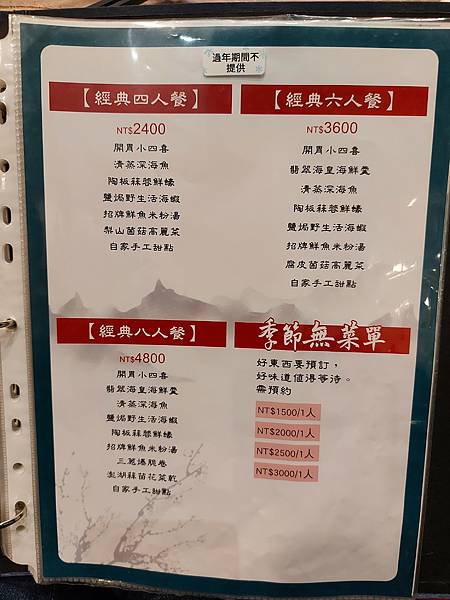 過年期間不
提供
【經典四人餐】
NT$2400
開胃小四喜
清蒸深海魚
陶板蒜蓉鮮蠔
鹽焗野生活海蝦
招牌鮮魚米粉湯
梨山菌菇高麗菜
自家手工甜點
【經典六人餐】
NT$3600
開胃小四喜
翡翠海皇海鮮羹
清蒸深海魚
陶板蒜蓉鮮蠔
鹽焗野生活海蝦
招牌鮮魚米粉湯
腐皮菌菇高麗菜
自家手工甜點
【經典八人餐】
NT$4800
開胃小四喜
翡翠海皇海鮮羹
清蒸深海魚
鹽焗野生活海蝦
陶板蒜蓉鮮蠔
招牌鮮魚米粉湯
三蔥爆脆卷
澎湖蒜苗花菜乾
自家手工甜點
季節無菜單
好東西要預訂，
好味道值得等待。
需預約
NT$1500/1人
NT$2000/1人
NT$2500/1人
NT$3000/1人